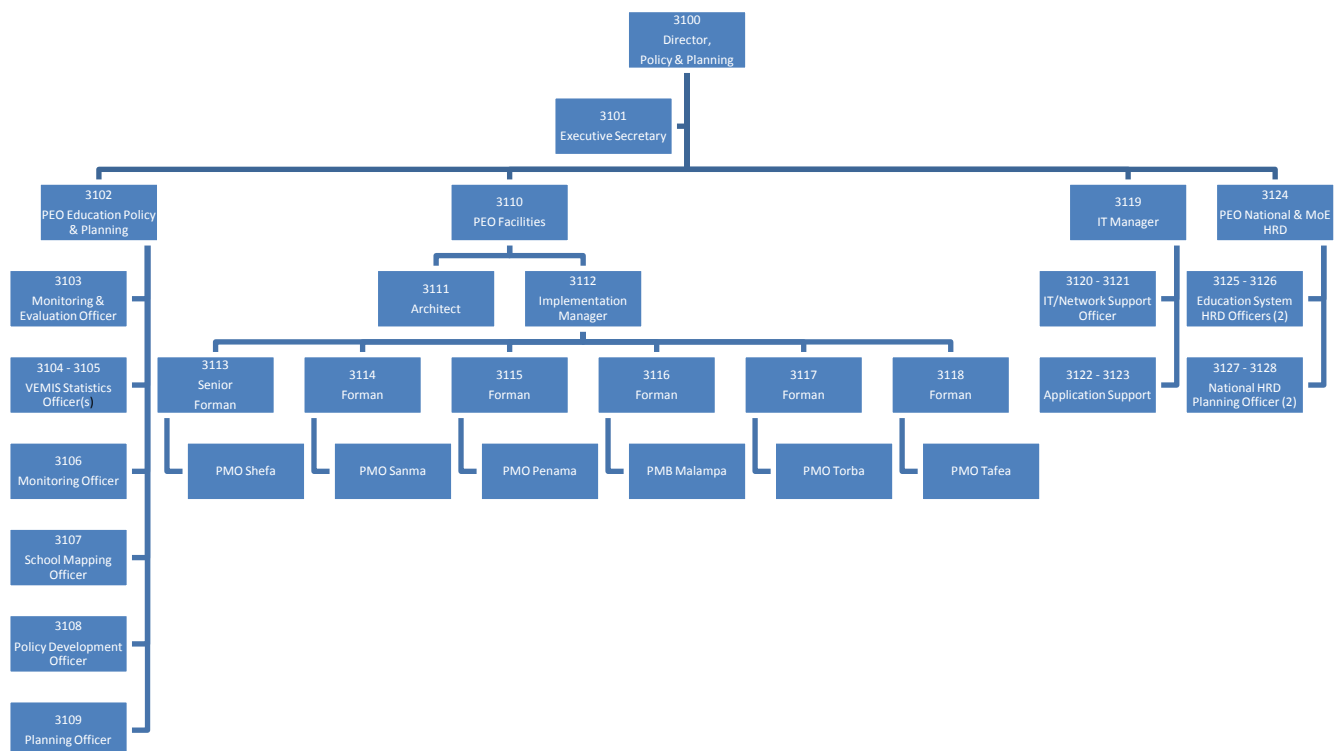 3100
Director,
Policy & Planning
3101
Executive Secretary
3102
PEO Education Policy
& Planning
3110
PEO Facilities
3119
IT Manager
3124
PEO National & MoE
HRD
3103
Monitoring &
Evaluation Officer
3111
Architect
3112
Implementation
Manager
3120 - 3121
IT/Network Support
Officer
3125 - 3126
Education System
HRD Officers (2)
3104 - 3105
VEMIS Statistics
Officer(s)
3113
Senior
Forman
3114
Forman
3115
Forman
3116
Forman
3117
Forman
3118
Forman
3122 - 3123
Application Support
3127 - 3128
National HRD
Planning Officer (2)
3106
Monitoring Officer
PMO Shefa
PMO Sanma
PMO Penama
PMB Malampa
PMO Torba
PMO Tafea
3107
School Mapping
Officer
3108
Policy Development
Officer
3109
Planning Officer